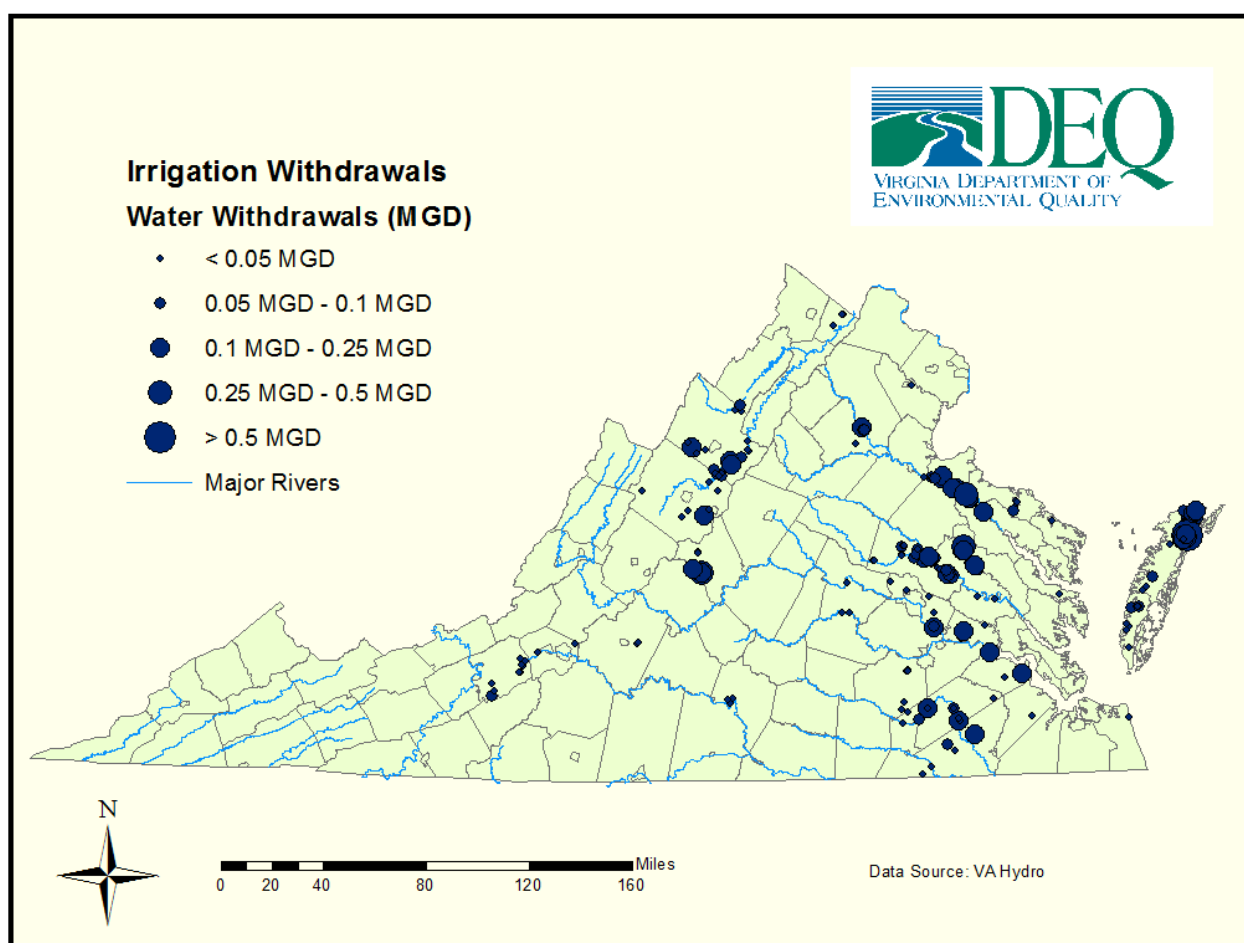 DEQ
VIRGINIA DEPARTMENT OF
ENVIRONMENTAL QUALITY
Irrigation Withdrawals
Water Withdrawals (MGD)
< 0.05 MGD
0.05 MGD - 0.1 MGD
0.1 MGD - 0.25 MGD
0.25 MGD - 0.5 MGD
> 0.5 MGD
Major Rivers
N
Miles
0 20 40 80 120 160
Data Source: VA Hydro